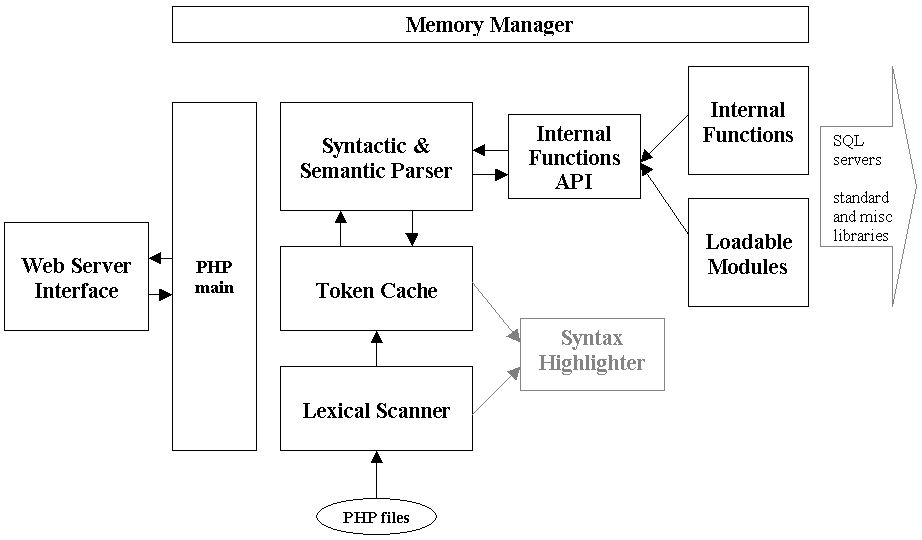 Memory Manager
Syntactic &
Semantic Parser
Internal
Functions
API
Internal
Functions
SQL
servers
standard
and misc
libraries
Loadable
Modules
Web Server
Interface
PHP
main
Token Cache
Syntax
Highlighter
Lexical Scanner
PHP files